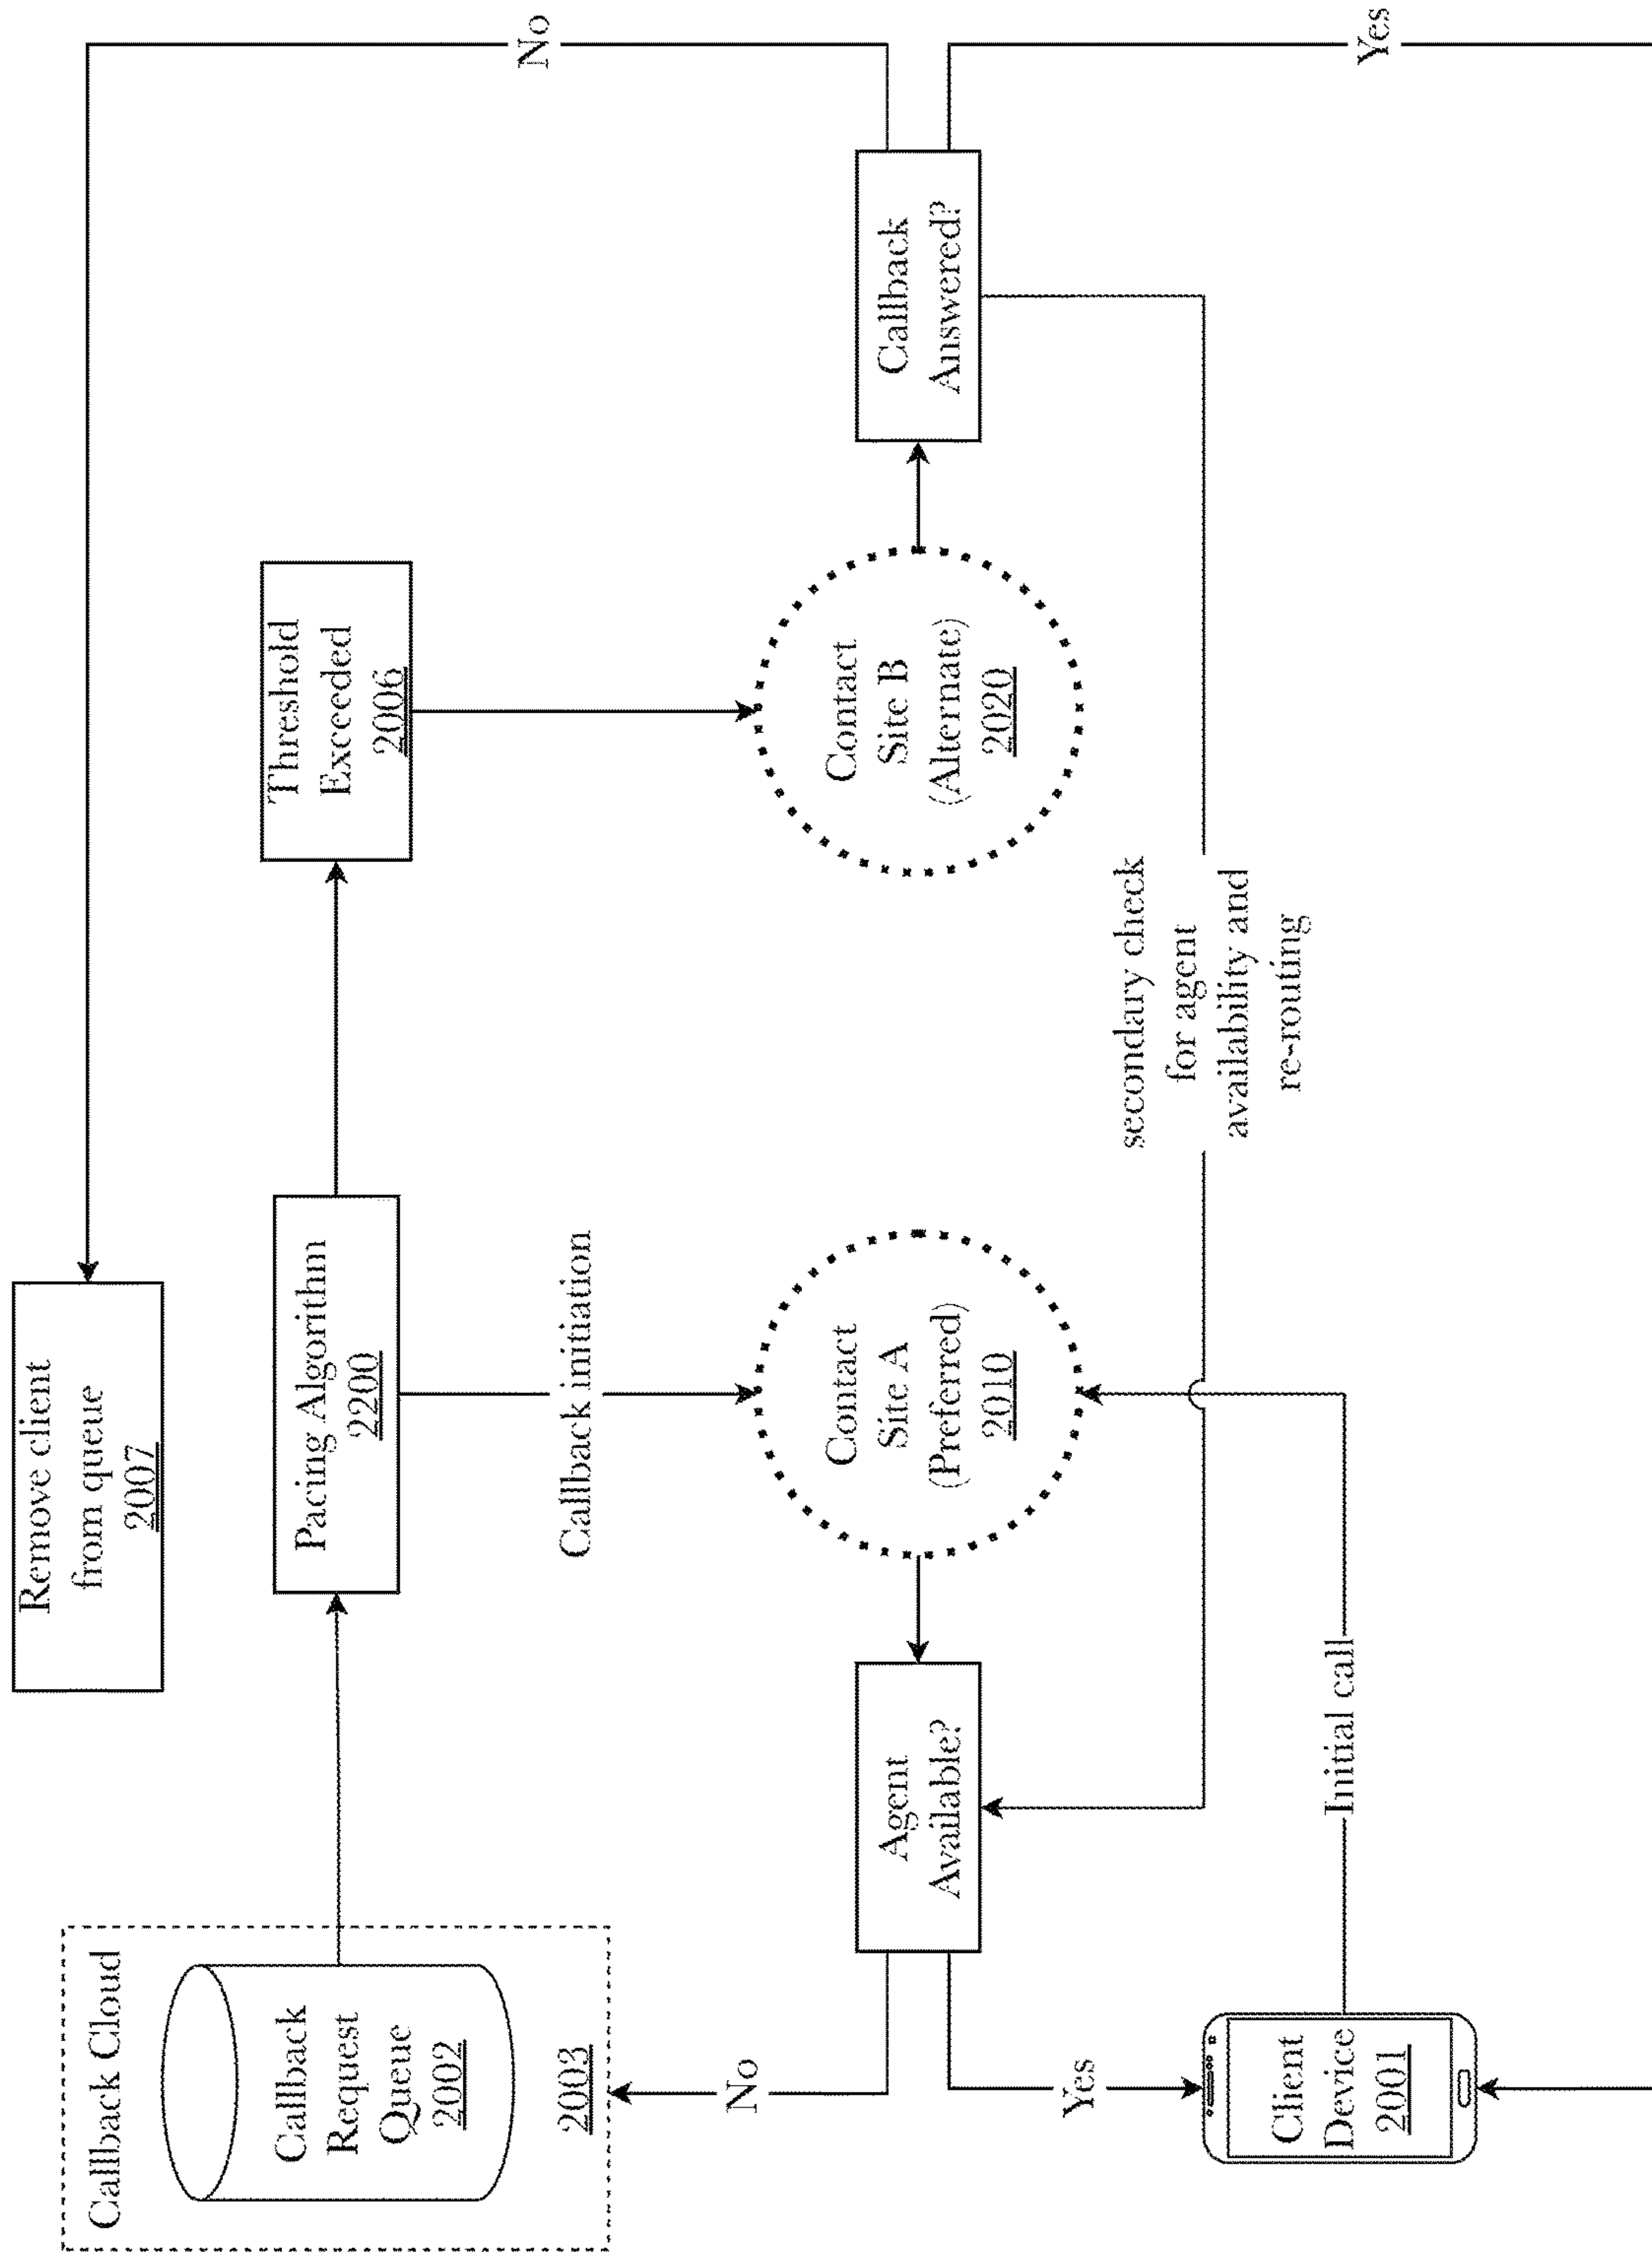 Callback Cloud
Callback
Request
Queue
2002
2003
Remove client
from queue
2007
Pacing Algorithm
2200
Threshold
Exceeded
2006
Callback initiation
No
No
Agent
Available?
Contact
Site A
(Preferred)
2010
Contact
Site B
(Alternate)
2020
Callback
Answered?
Yes
secondary check
for agent
availability and
re-routing
Client
Device
2001
Initial call
Yes